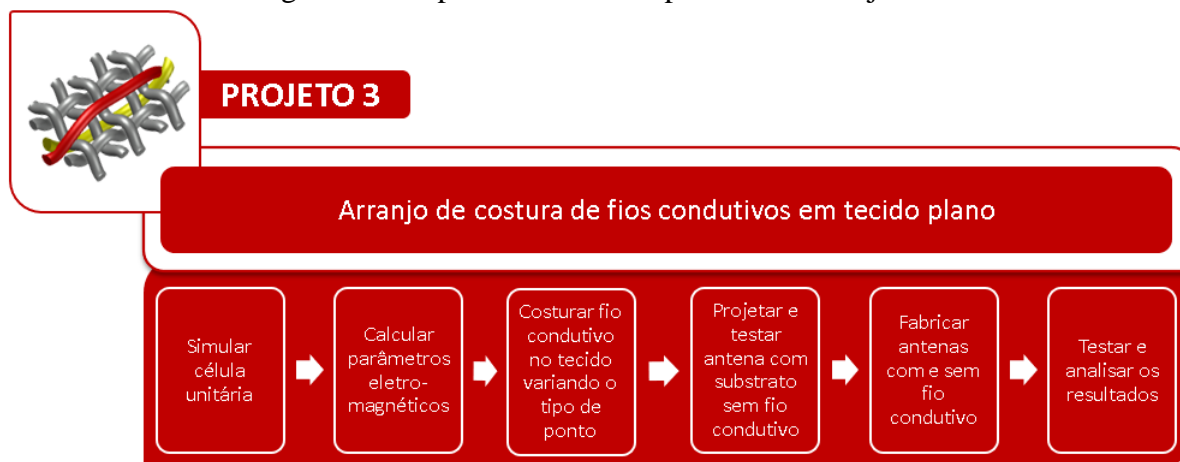 PROJETO 3
Arranjo de costura de fios condutivos em tecido plano
Simular
célula
unitária
Calcular
parâmetros
eletro-
magnéticos
Costurar fio
condutivo
no tecido
variando o
tipo de
ponto
Projetar e
testar
antena com
substrato
sem fio
condutivo
Fabricar
antenas
com e sem
fio
condutivo
Testar e
analisar os
resultados